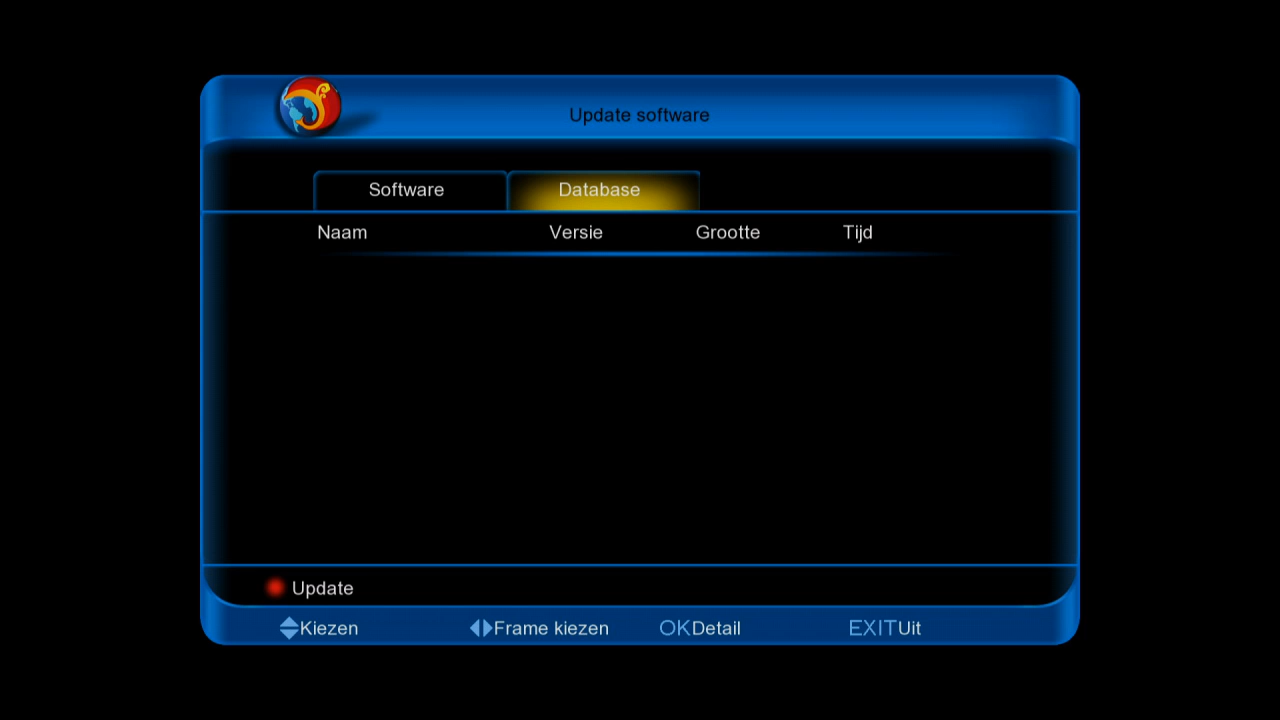 Update software
Software Database
Naam Versie Grootte Tijd
Update
Kiezen Frame kiezen OKDetail EXITUit